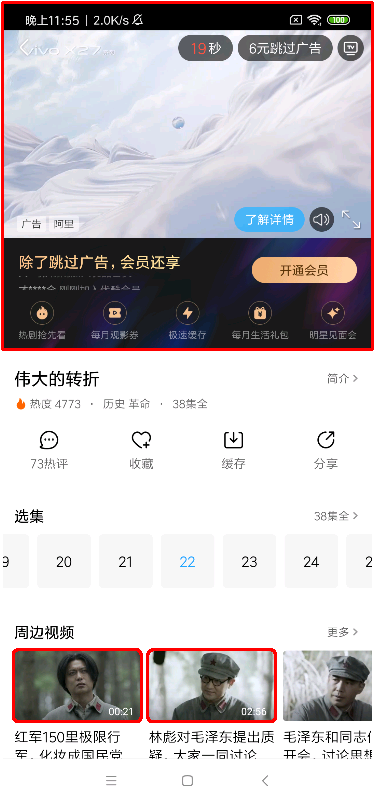 晚上11:55 | 2.0K/s
100
vivo X27
19秒
6元跳过广告
TV
广告 阿里
了解详情
除了跳过广告，会员还享
开通会员
热剧抢先看
每月观影券
极速缓存
每月生活礼包
明星见面会
伟大的转折
简介 >
热度 4773 · 历史 革命 · 38集全
73热评
收藏
缓存
分享
选集
38集全 >
9 20 21 22 23 24 2
周边视频
更多 >
00:21
02:56
红军150里极限行
军，化妆成国民党
林彪对毛泽东提出质
疑，大家一同讨论
毛泽东和同志们
开会，讨论思想